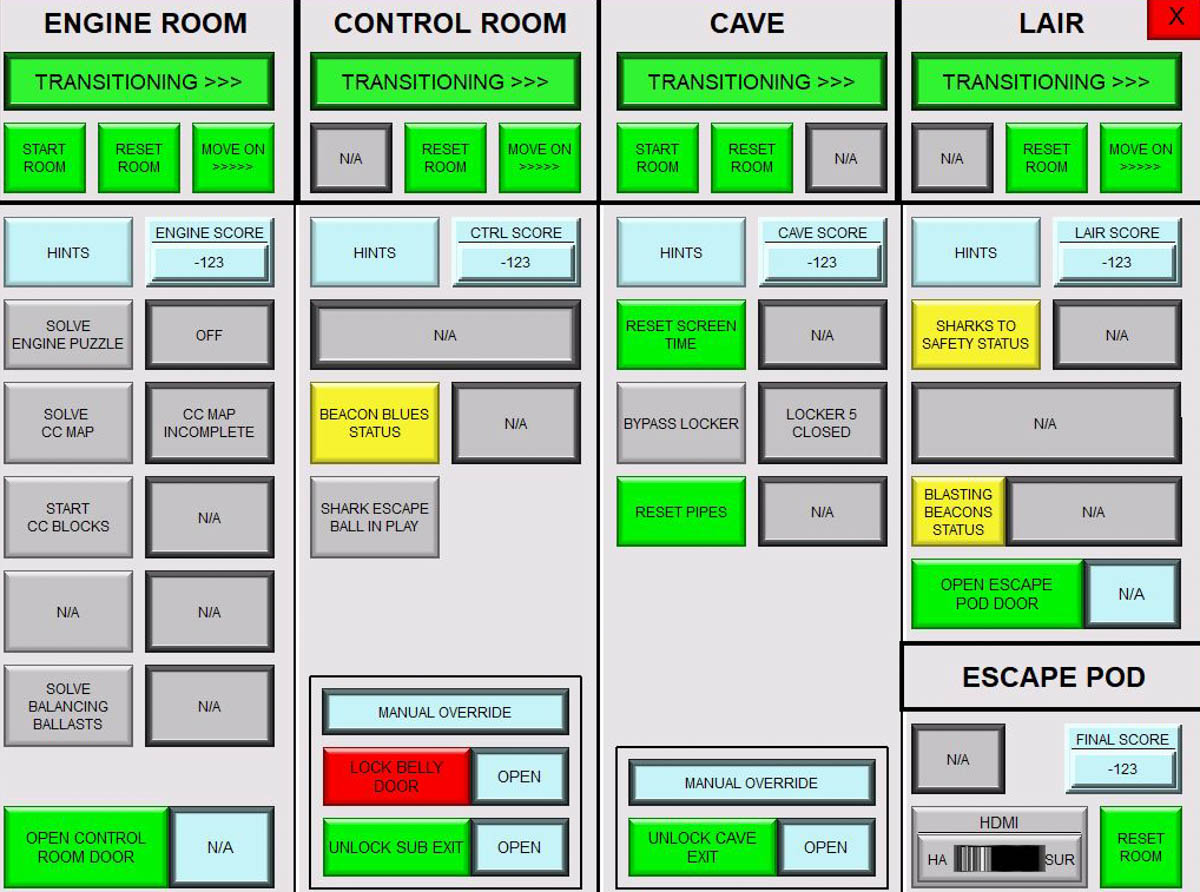 ENGINE ROOM
TRANSITIONING >>>
START
ROOM
RESET
ROOM
MOVE ON
>>>>>
HINTS
ENGINE SCORE
-123
SOLVE
ENGINE PUZZLE
OFF
SOLVE
CC MAP
CC MAP
INCOMPLETE
START
CC BLOCKS
N/A
N/A
N/A
SOLVE
BALANCING
BALLASTS
N/A
OPEN CONTROL
ROOM DOOR
N/A
CONTROL ROOM
TRANSITIONING >>>
N/A
RESET
ROOM
MOVE ON
>>>>>
HINTS
CTRL SCORE
-123
N/A
BEACON BLUES
STATUS
N/A
SHARK ESCAPE
BALL IN PLAY
MANUAL OVERRIDE
LOCK BELLY
DOOR
OPEN
UNLOCK SUB EXIT
OPEN
CAVE
TRANSITIONING >>>
START
ROOM
RESET
ROOM
N/A
HINTS
CAVE SCORE
-123
RESET SCREEN
TIME
N/A
BYPASS LOCKER
LOCKER 5
CLOSED
RESET PIPES
N/A
MANUAL OVERRIDE
UNLOCK CAVE
EXIT
OPEN
LAIR
X
TRANSITIONING >>>
N/A
RESET
ROOM
MOVE ON
>>>>>
HINTS
LAIR SCORE
-123
SHARKS TO
SAFETY STATUS
N/A
N/A
BLASTING
BEACONS
STATUS
N/A
OPEN ESCAPE
POD DOOR
N/A
ESCAPE POD
N/A
FINAL SCORE
-123
HDMI
HA
SUR
RESET
ROOM